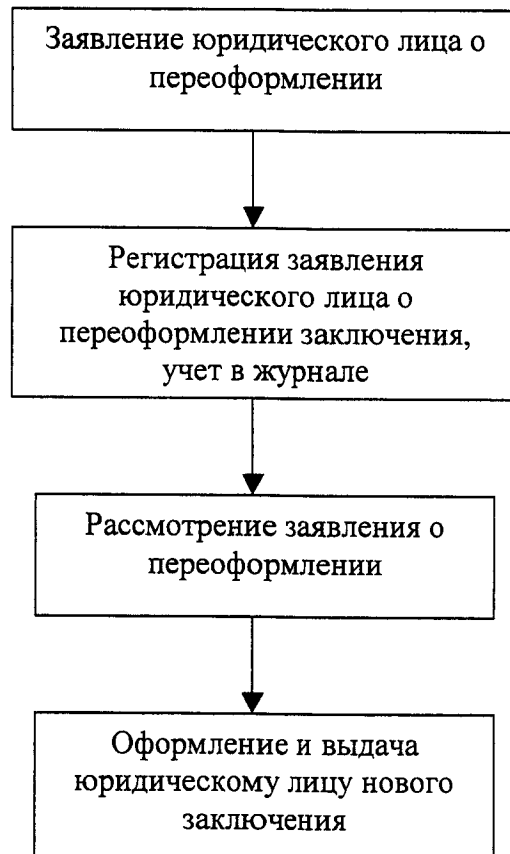 Заявление юридического лица о
переоформлении
Регистрация заявления
юридического лица о
переоформлении заключения,
учет в журнале
Рассмотрение заявления о
переоформлении
Оформление и выдача
юридическому лицу нового
заключения